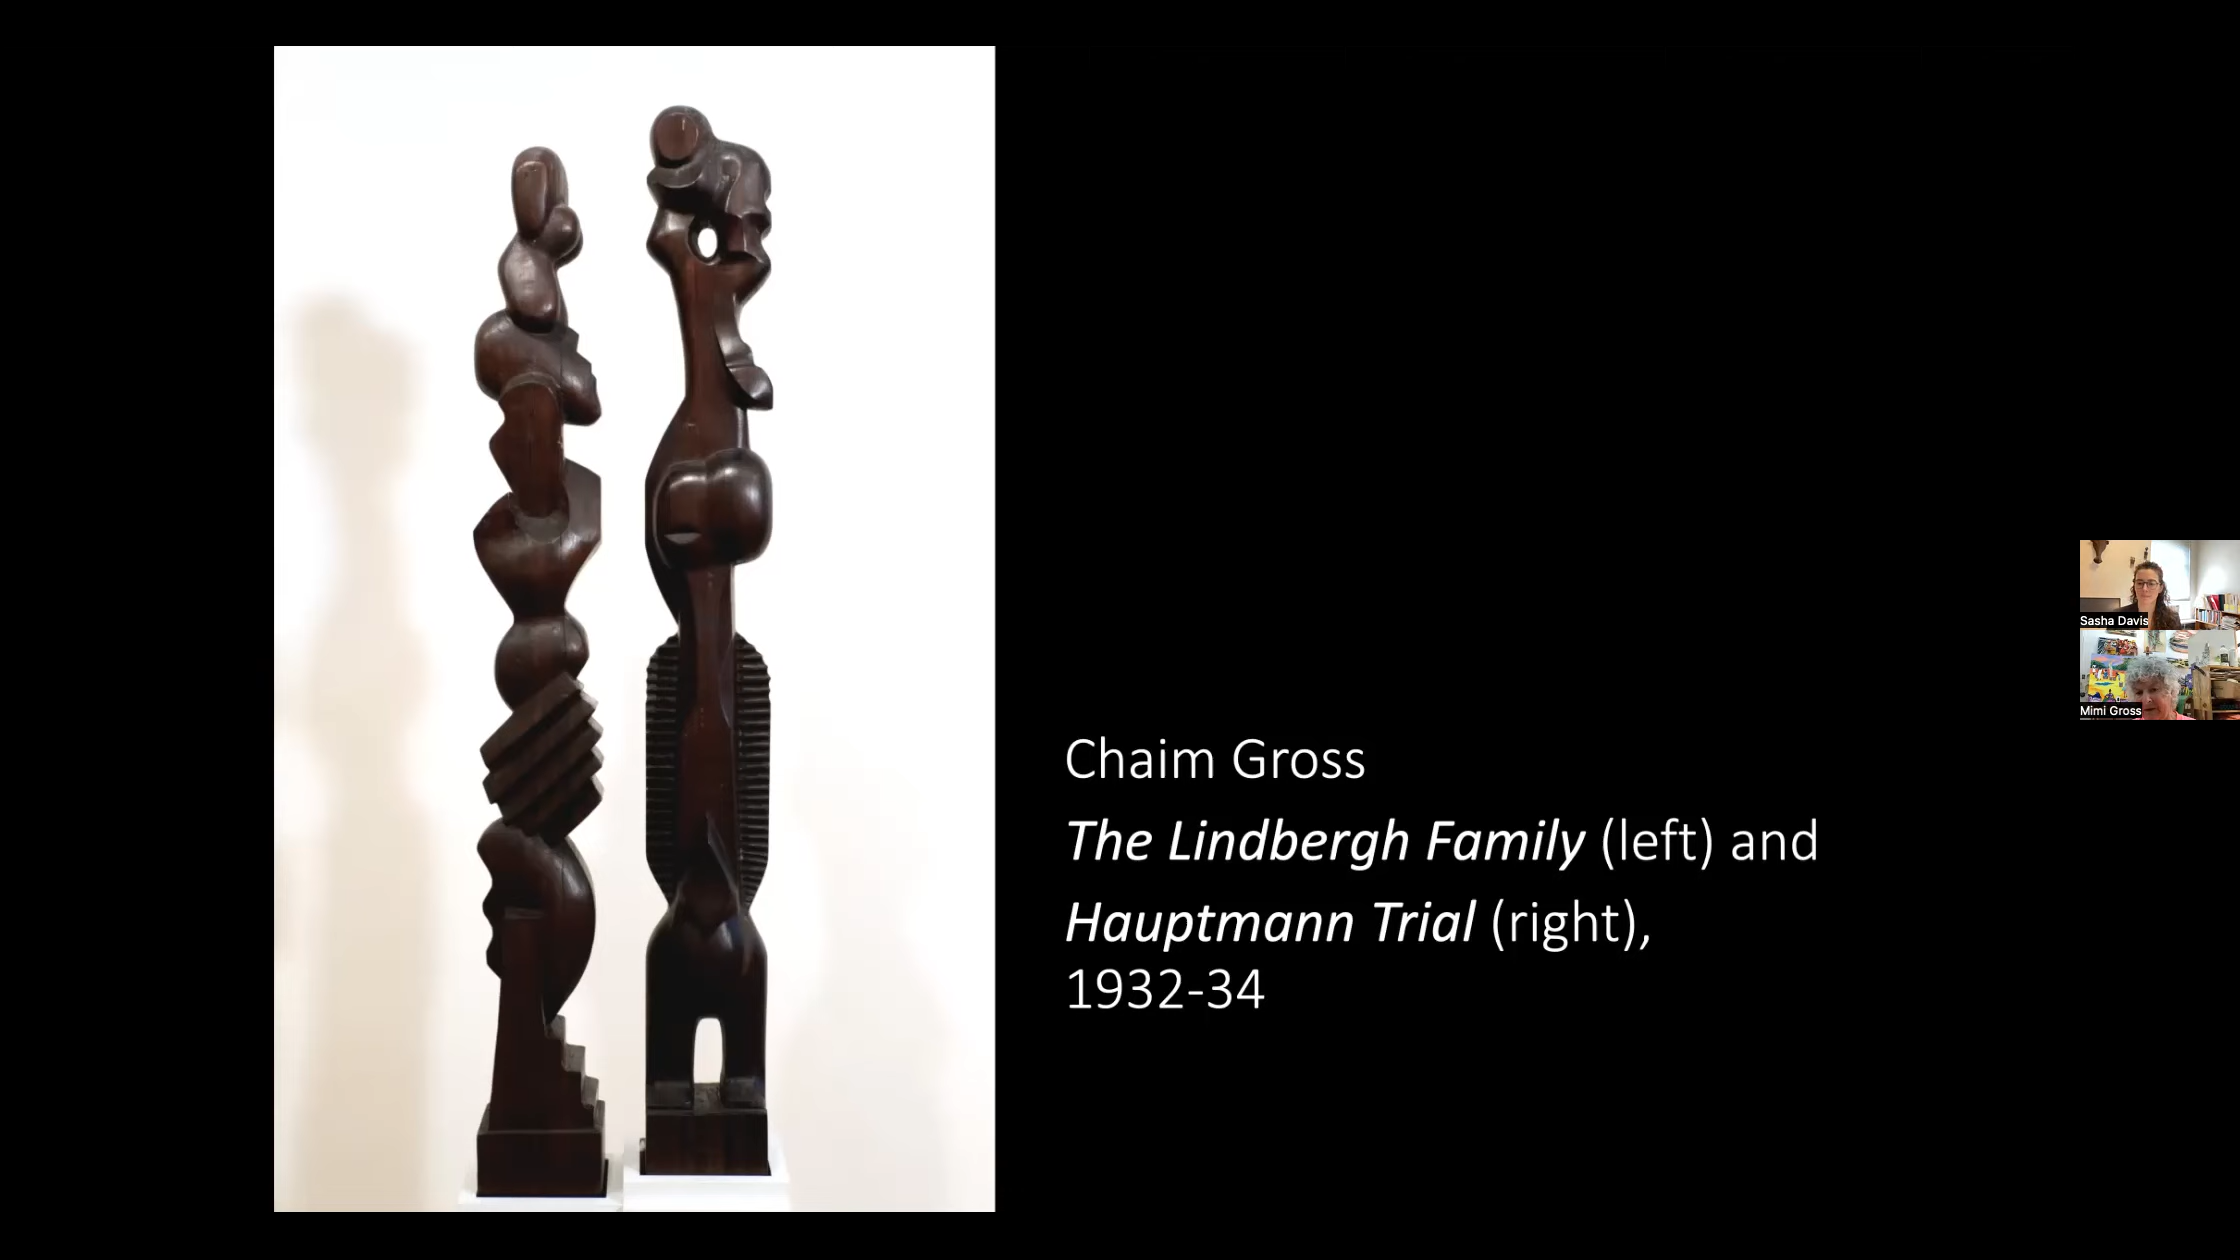 Chaim Gross
The Lindbergh Family (left) and
Hauptmann Trial (right),
1932-34
Sasha Davis
Mimi Gross